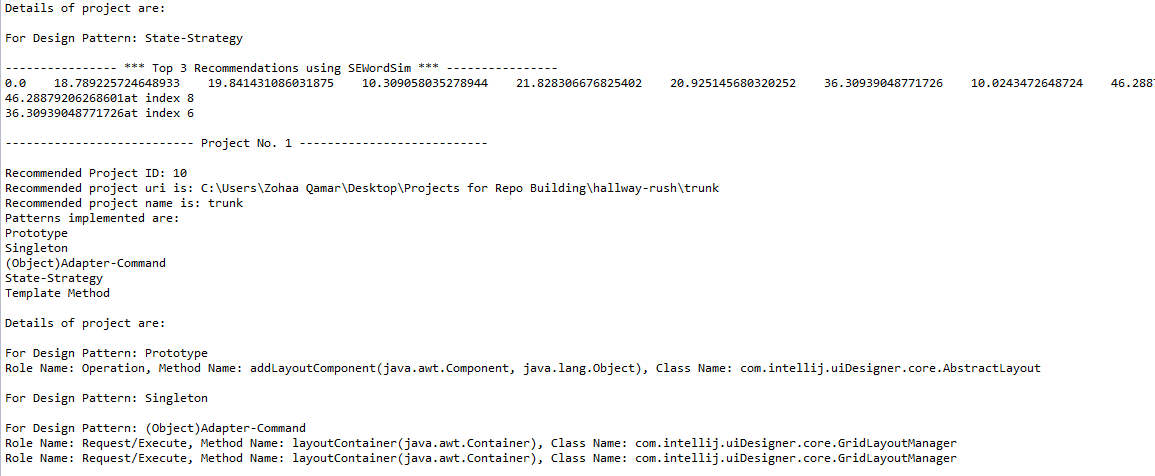 Details of project are:
For Design Pattern: State-Strategy
---------------- *** Top 3 Recommendations using SEWordSim *** ----------------
0.0    18.789225724648933    19.841431086031875    10.309058035278944    21.828306676825402    20.925145680320252    36.30939048771726    10.0243472648724    46.2887
46.28879206268601at index 8
36.30939048771726at index 6
--------------------------- Project No. 1 ---------------------------
Recommended Project ID: 10
Recommended project uri is: C:\Users\Zohaa Qamar\Desktop\Projects for Repo Building\hallway-rush\trunk
Recommended project name is: trunk
Patterns implemented are:
Prototype
Singleton
(Object)Adapter-Command
State-Strategy
Template Method
Details of project are:
For Design Pattern: Prototype
Role Name: Operation, Method Name: addLayoutComponent(java.awt.Component, java.lang.Object), Class Name: com.intellij.uiDesigner.core.AbstractLayout
For Design Pattern: Singleton
For Design Pattern: (Object)Adapter-Command
Role Name: Request/Execute, Method Name: layoutContainer(java.awt.Container), Class Name: com.intellij.uiDesigner.core.GridLayoutManager
Role Name: Request/Execute, Method Name: layoutContainer(java.awt.Container), Class Name: com.intellij.uiDesigner.core.GridLayoutManager